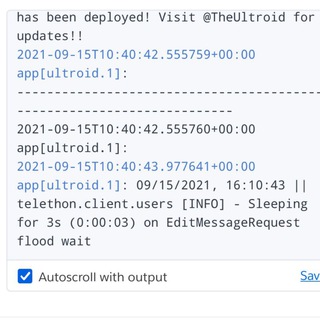 has been deployed! Visit @TheUltroid for
updates!!
2021-09-15T10:40:42.555759+00:00
app[ultroid.1]:
---------------------------------------
----------------------------
2021-09-15T10:40:42.555760+00:00
app[ultroid.1]:
2021-09-15T10:40:43.977641+00:00
app[ultroid.1]: 09/15/2021, 16:10:43 ||
telethon.client.users [INFO] - Sleeping
for 3s (0:00:03) on EditMessageRequest
flood wait
Autoscroll with output Sav